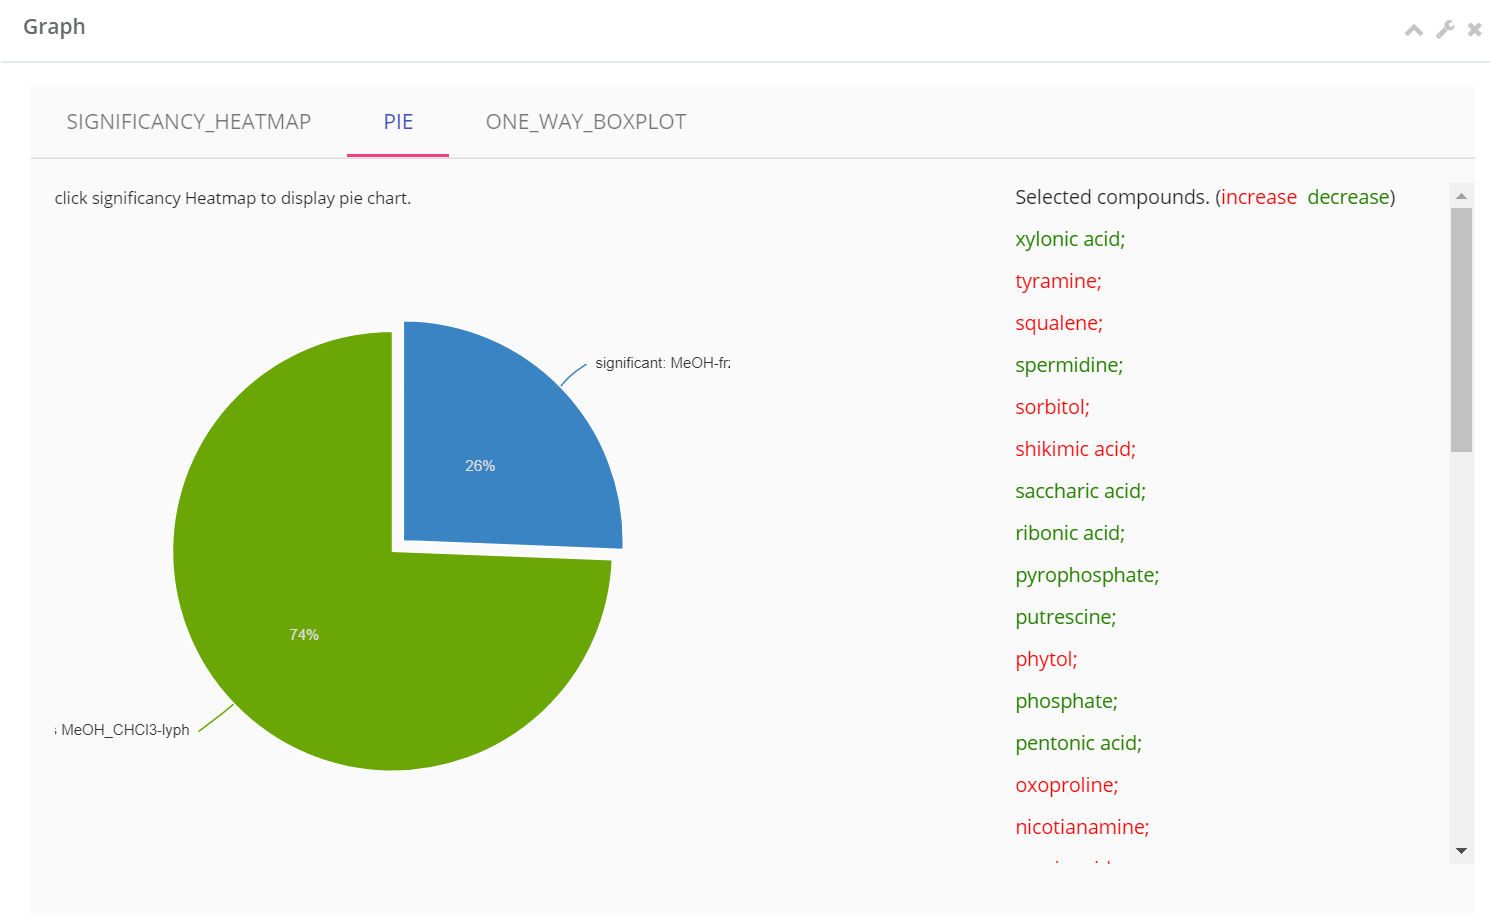 Graph
SIGNIFICANCY_HEATMAP PIE ONE_WAY_BOXPLOT
click significancy Heatmap to display pie chart.
significant: MeOH-fr
26%
74%
MeOH_CHCl3-lyph
Selected compounds. (increase decrease)
xylonic acid;
tyramine;
squalene;
spermidine;
sorbitol;
shikimic acid;
saccharic acid;
ribonic acid;
pyrophosphate;
putrescine;
phytol;
phosphate;
pentonic acid;
oxoproline;
nicotianamine;